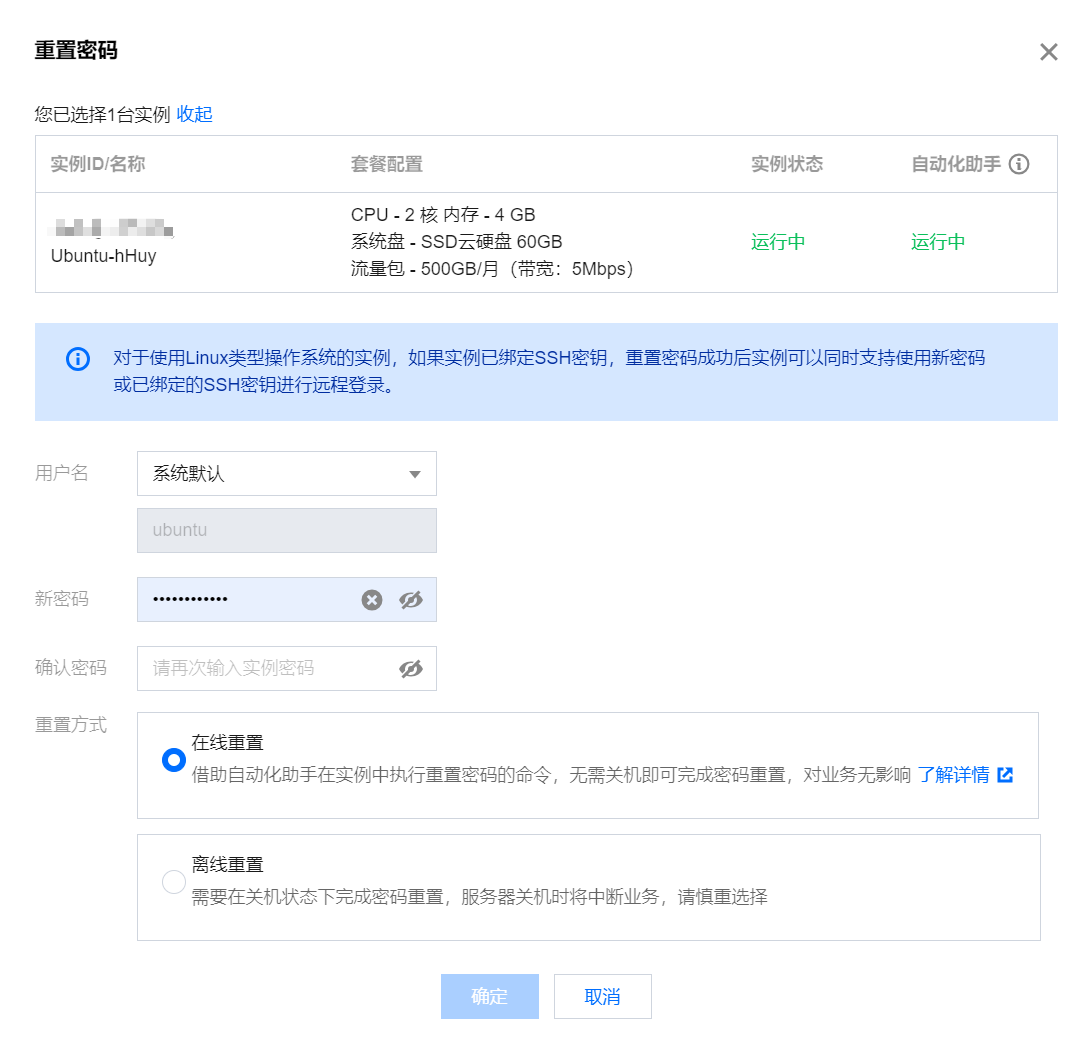 重置密码
您已选择1台实例 收起
实例ID/名称 套餐配置 实例状态 自动化助手
Ubuntu-hHuy
CPU - 2 核 内存 - 4 GB
系统盘 - SSD云硬盘 60GB
流量包 - 500GB/月（带宽：5Mbps）
运行中 运行中
对于使用Linux类型操作系统的实例，如果实例已绑定SSH密钥，重置密码成功后实例可以同时支持使用新密码
或已绑定的SSH密钥进行远程登录。
用户名 系统默认
ubuntu
新密码 ••••••••••••
确认密码 请再次输入实例密码
重置方式
在线重置
借助自动化助手在实例中执行重置密码的命令，无需关机即可完成密码重置，对业务无影响 了解详情
离线重置
需要在关机状态下完成密码重置，服务器关机时将中断业务，请慎重选择
确定 取消